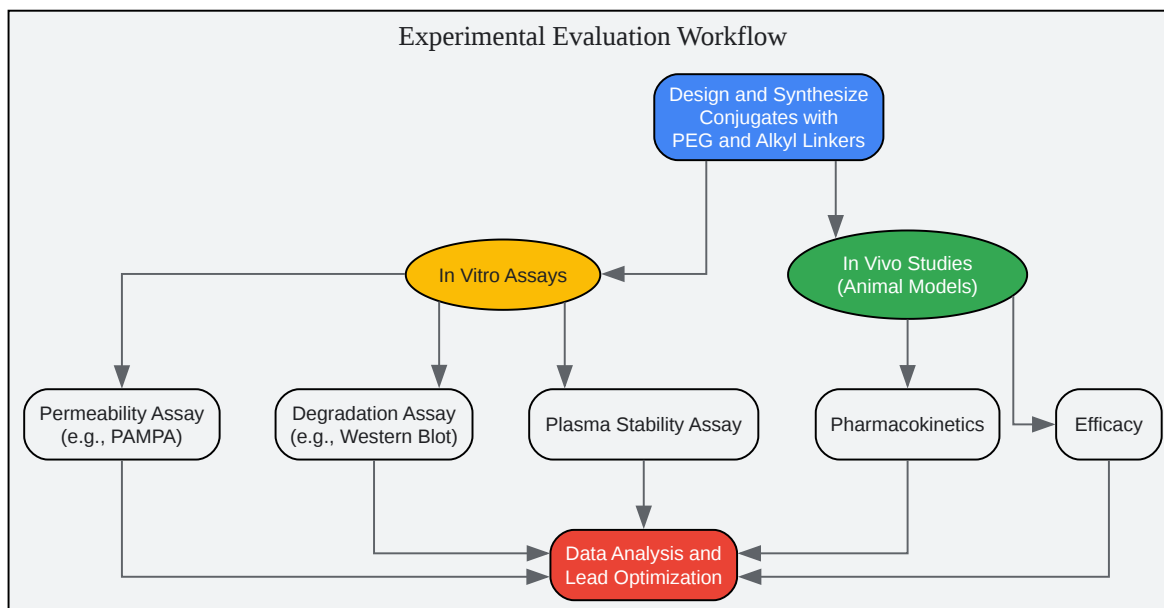 Experimental Evaluation Workflow
Design and Synthesize
Conjugates with
PEG and Alkyl Linkers
In Vitro Assays
In Vivo Studies
(Animal Models)
Permeability Assay
(e.g., PAMPA)
Degradation Assay
(e.g., Western Blot)
Plasma Stability Assay
Pharmacokinetics
Efficacy
Data Analysis and
Lead Optimization